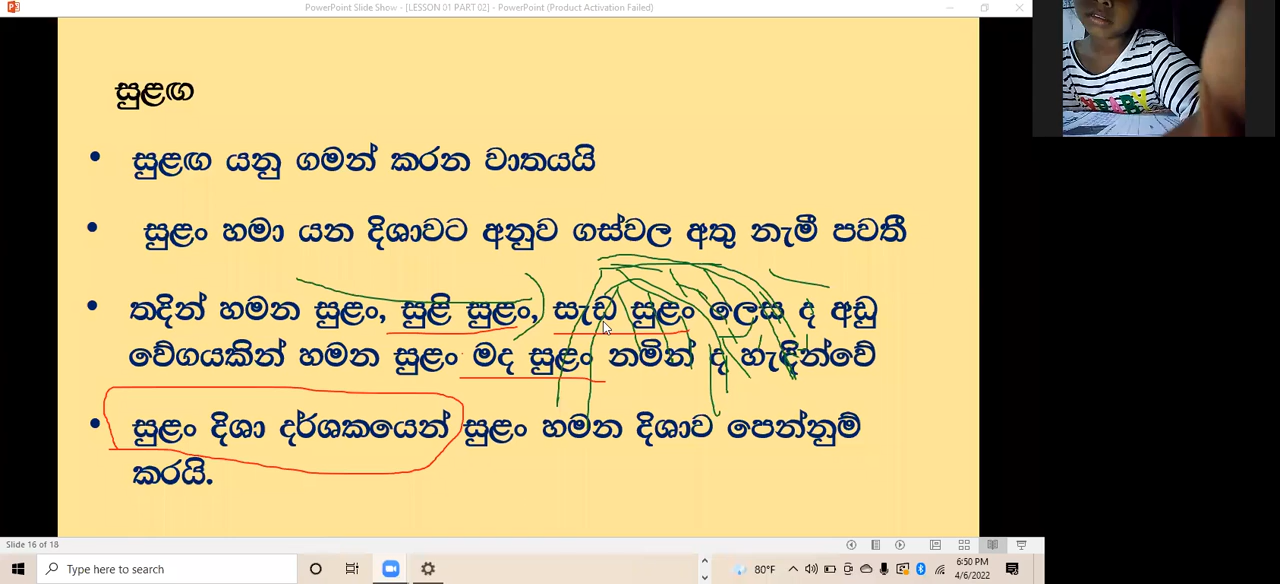 PowerPoint Slide Show - [LESSON 01 PART 02] - PowerPoint (Product Activation Failed)
සුළඟ
• සුළඟ යනු ගමන් කරන වාතයයි
• සුළං හමා යන දිශාවට අනුව ගස්වල අතු නැමී පවතී
• තදින් හමන සුළං, සුළි සුළං, සැඩ සුළං ලෙස ද අඩු
වේගයකින් හමන සුළං මද සුළං නමින් ද හැඳින්වේ
• සුළං දිශා දර්ශකයෙන් සුළං හමන දිශාව පෙන්නුම්
කරයි.
Slide 16 of 18
Type here to search
80°F
6:50 PM
4/6/2022